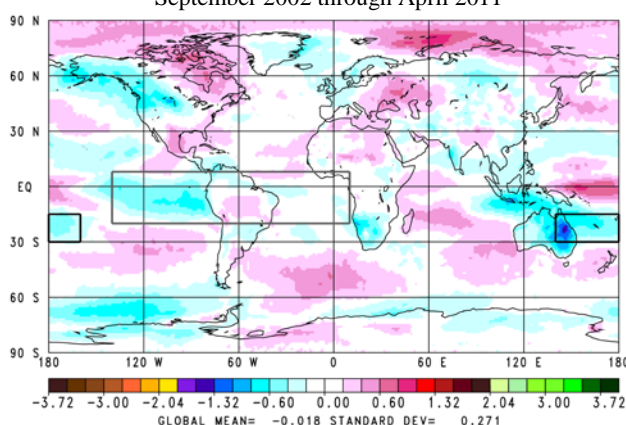 September 2002 through April 2011
90 N
60 N
30 N
EQ
30 S
60 S
90 S
180 120 W 60 W 0 60 E 120 E 180
-3.72 -3.00 -2.04 -1.32 -0.60 0.00 0.60 1.32 2.04 3.00 3.72
GLOBAL MEAN= -0.018 STANDARD DEV= 0.271